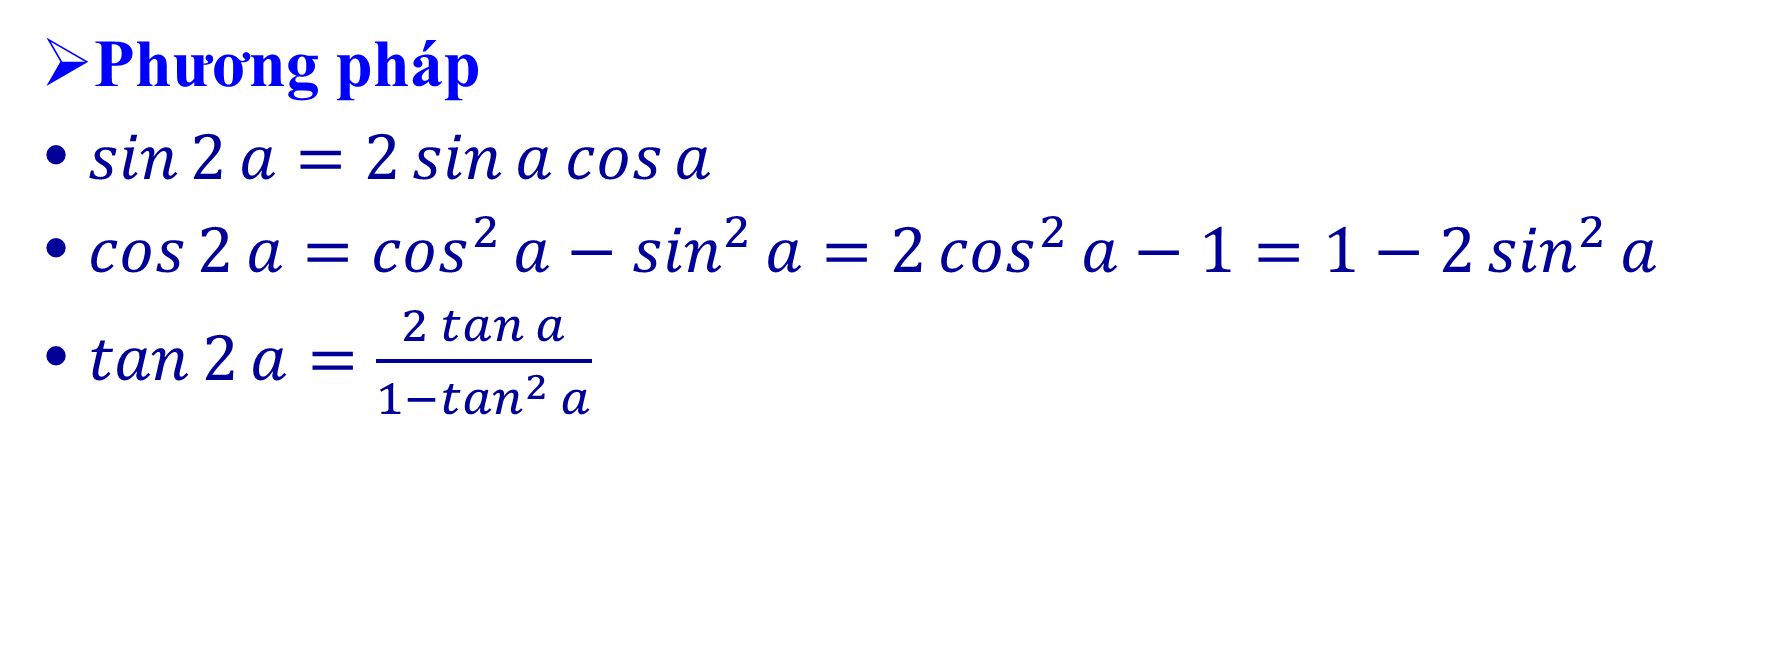 ➢Phương pháp
• sin 2 a = 2 sin a cos a
• cos 2 a = cos² a − sin² a = 2 cos² a − 1 = 1 − 2 sin² a
• tan 2 a = \frac{2 tan a}{1−tan² a}